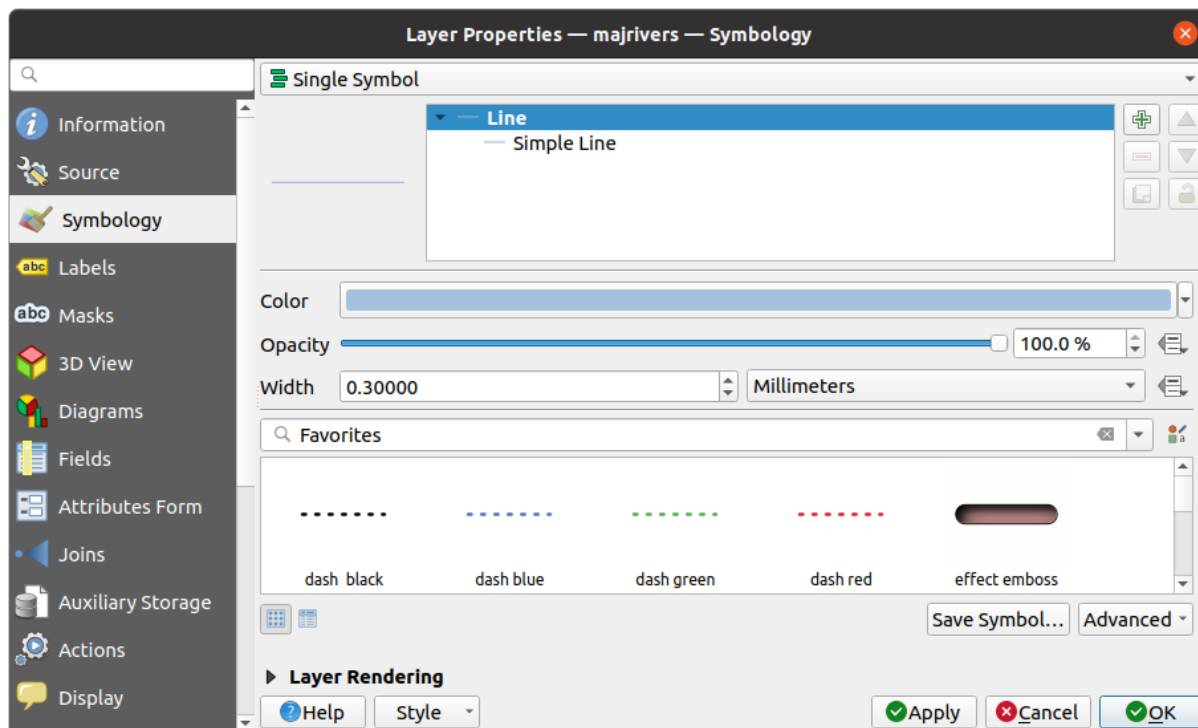 Layer Properties — majrivers — Symbology
Information
Source
Symbology
Labels
Masks
3D View
Diagrams
Fields
Attributes Form
Joins
Auxiliary Storage
Actions
Display
Single Symbol
Line
Simple Line
Color
Opacity 100.0 %
Width 0.30000 Millimeters
Favorites
dash  black dash blue dash green dash red effect emboss
Save Symbol... Advanced
Layer Rendering
Help Style Apply Cancel OK